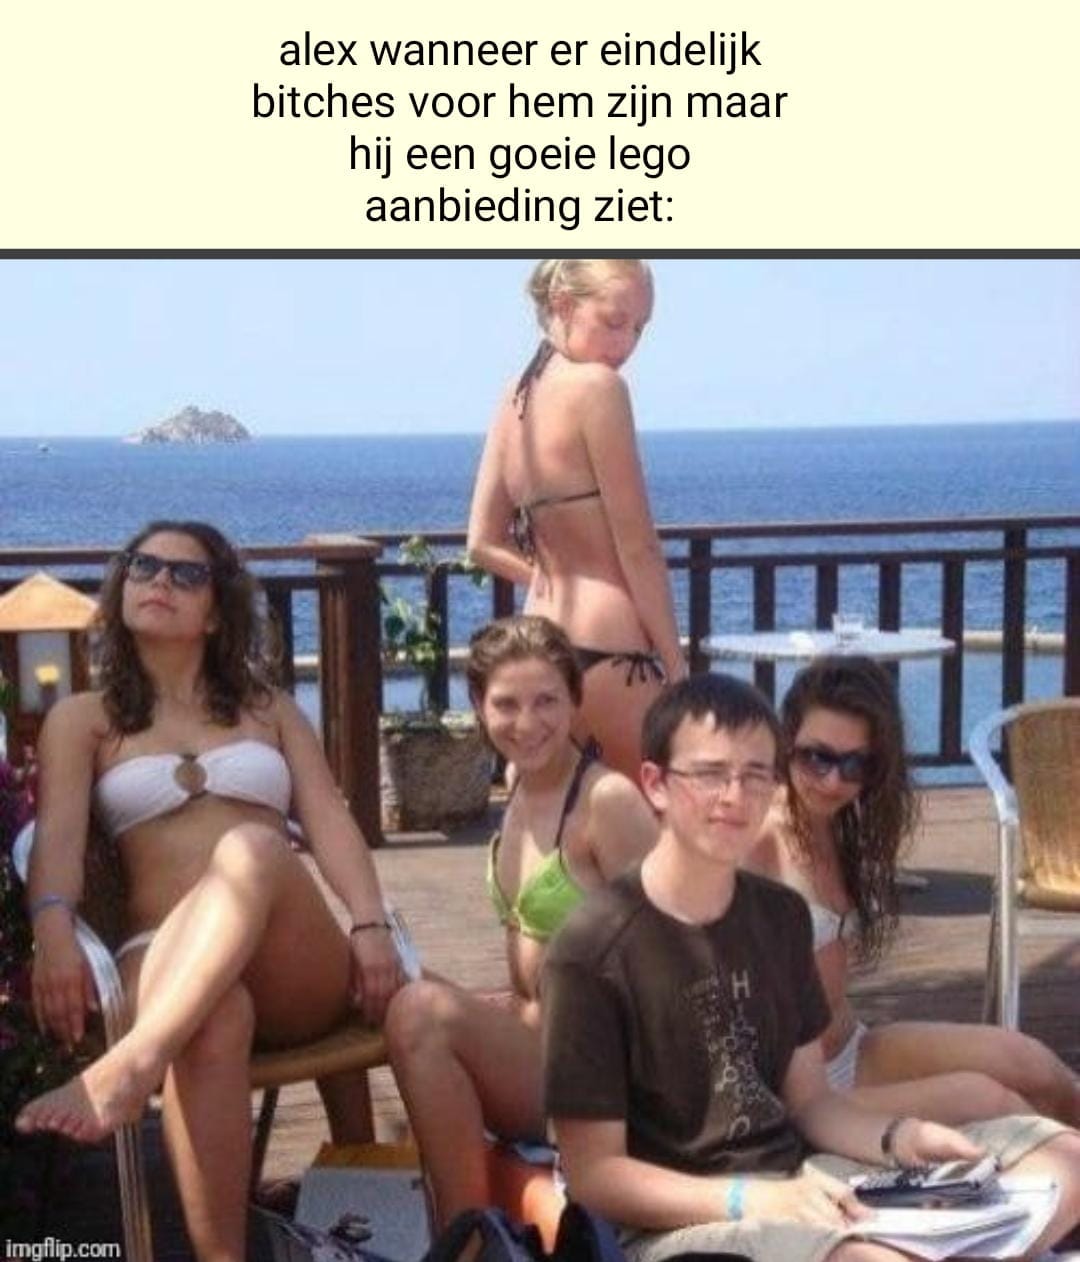 alex wanneer er eindelijk
bitches voor hem zijn maar
hij een goeie lego
aanbieding ziet:
imgflip.com